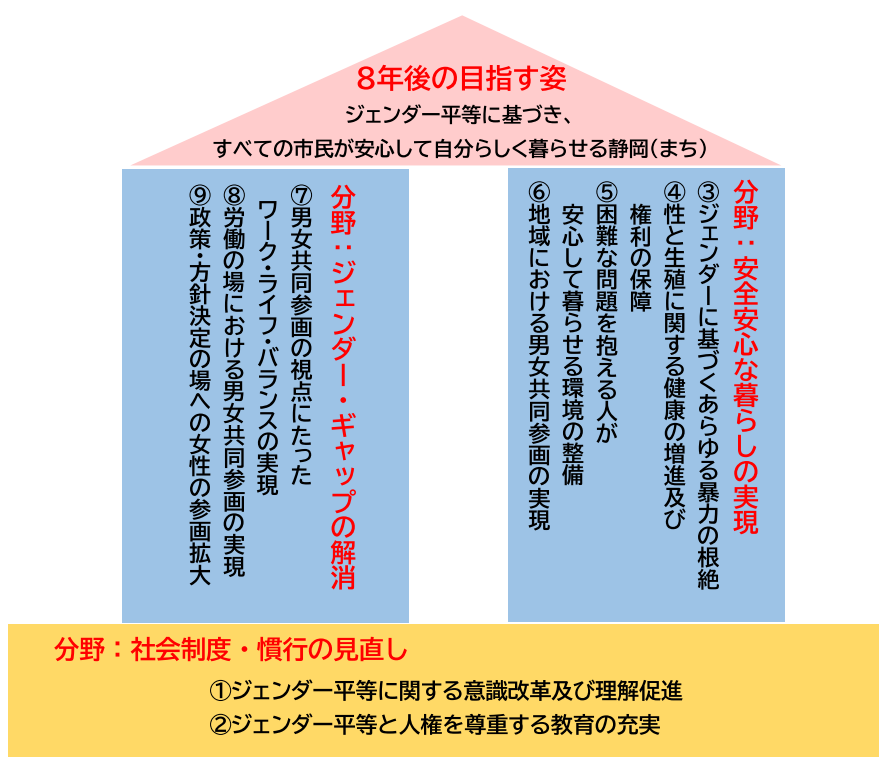 8年後の目指す姿
ジェンダー平等に基づき、
すべての市民が安心して自分らしく暮らせる静岡(まち)
分野：安全安心な暮らしの実現
③ジェンダーに基づくあらゆる暴力の根絶
④性と生殖に関する健康の増進及び
権利の保障
⑤困難な問題を抱える人が
安心して暮らせる環境の整備
⑥地域における男女共同参画の実現
分野：ジェンダー・ギャップの解消
⑦男女共同参画の視点にたった
ワーク・ライフ・バランスの実現
⑧労働の場における男女共同参画の実現
⑨政策・方針決定の場への女性の参画拡大
分野：社会制度・慣行の見直し
①ジェンダー平等に関する意識改革及び理解促進
②ジェンダー平等と人権を尊重する教育の充実